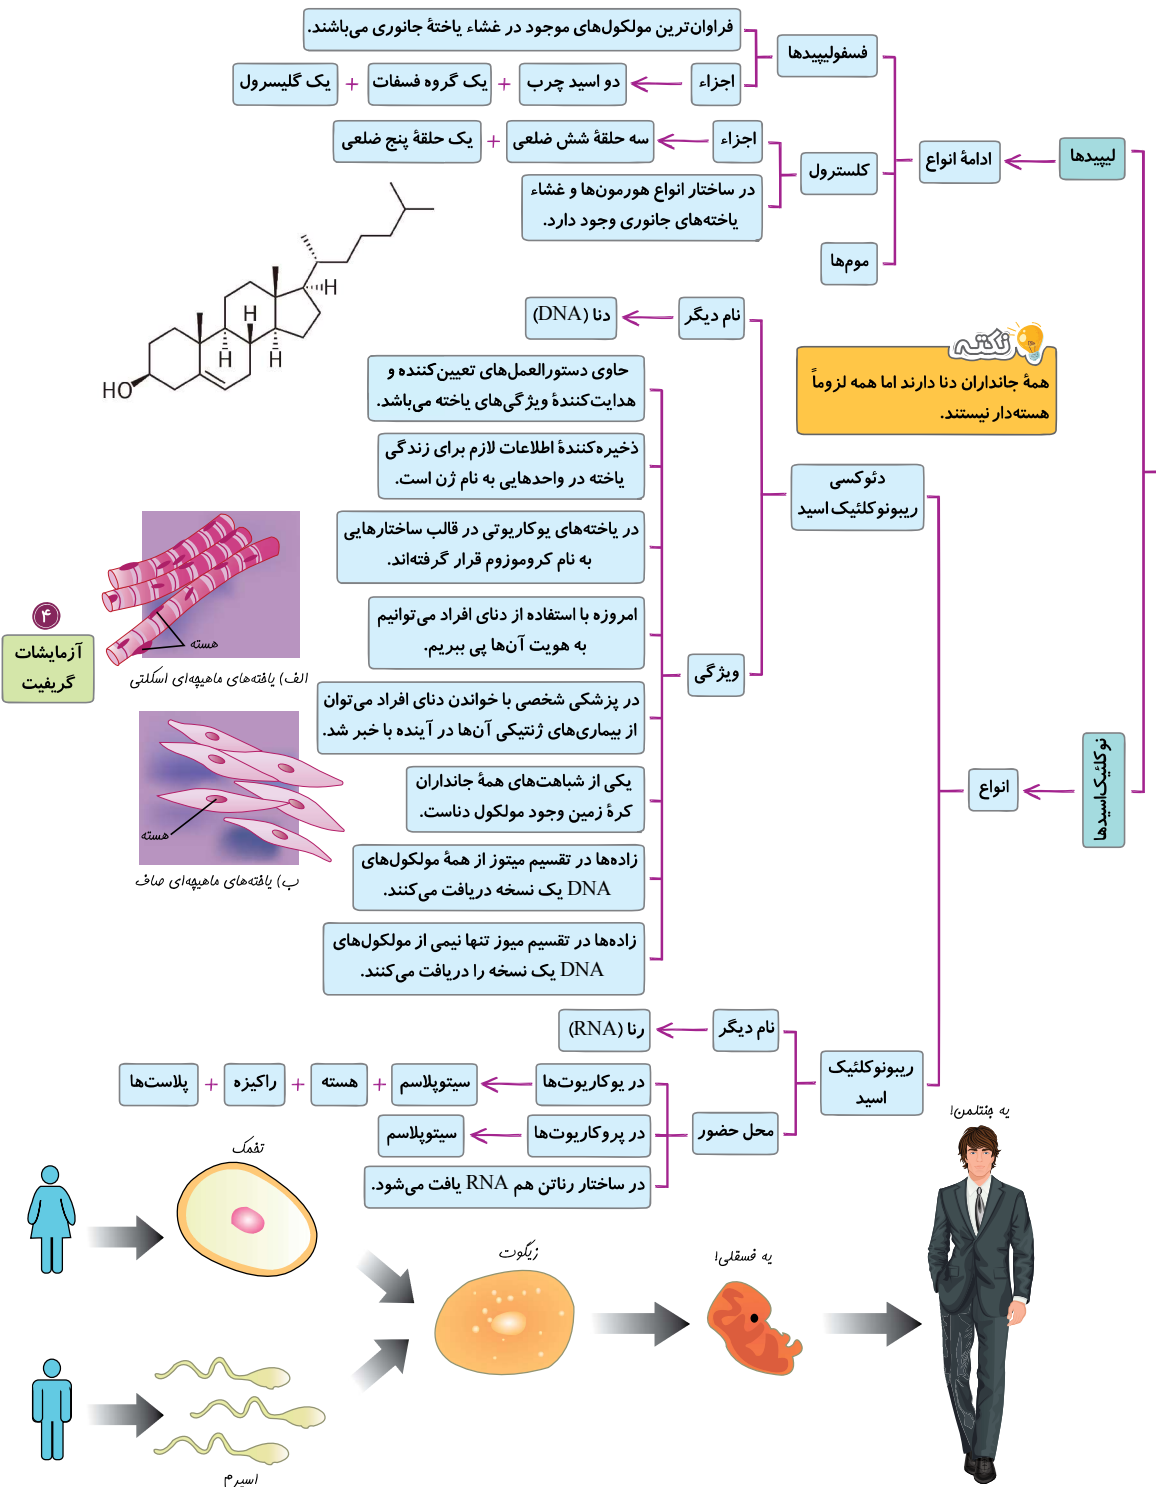 لیپیدها
ادامهٔ انواع
فسفولیپیدها
فراوان‌ترین مولکول‌های موجود در غشاء یاختهٔ جانوری می‌باشند.
اجزاء
دو اسید چرب + یک گروه فسفات + یک گلیسرول
کلسترول
اجزاء
سه حلقهٔ شش ضلعی + یک حلقهٔ پنج ضلعی
در ساختار انواع هورمون‌ها و غشاء
یاخته‌های جانوری وجود دارد.
موم‌ها
H
H
H
H
HO
نکته
همهٔ جانداران دنا دارند اما همه لزوماً
هسته‌دار نیستند.
نوکلئیک‌اسیدها
انواع
دئوکسی
ریبونوکلئیک اسید
نام دیگر
دنا (DNA)
ویژگی
حاوی دستورالعمل‌های تعیین‌کننده و
هدایت‌کنندهٔ ویژگی‌های یاخته می‌باشد.
ذخیره‌کنندهٔ اطلاعات لازم برای زندگی
یاخته در واحدهایی به نام ژن است.
در یاخته‌های یوکاریوتی در قالب ساختارهایی
به نام کروموزوم قرار گرفته‌اند.
امروزه با استفاده از دنای افراد می‌توانیم
به هویت آن‌ها پی ببریم.
در پزشکی شخصی با خواندن دنای افراد می‌توان
از بیماری‌های ژنتیکی آن‌ها در آینده با خبر شد.
یکی از شباهت‌های همهٔ جانداران
کرهٔ زمین وجود مولکول دناست.
زاده‌ها در تقسیم میتوز از همهٔ مولکول‌های
DNA یک نسخه دریافت می‌کنند.
زاده‌ها در تقسیم میوز تنها نیمی از مولکول‌های
DNA یک نسخه را دریافت می‌کنند.
هسته
الف) یاخته‌های ماهیچه‌ای اسکلتی
هسته
ب) یاخته‌های ماهیچه‌ای صاف
۴
آزمایشات
گریفیت
ریبونوکلئیک
اسید
نام دیگر
رنا (RNA)
محل حضور
در یوکاریوت‌ها
سیتوپلاسم + هسته + راکیزه + پلاست‌ها
در پروکاریوت‌ها
سیتوپلاسم
در ساختار رناتن هم RNA یافت می‌شود.
تخمک
اسپرم
زیگوت
یه فسقلی!
یه جنتلمن!